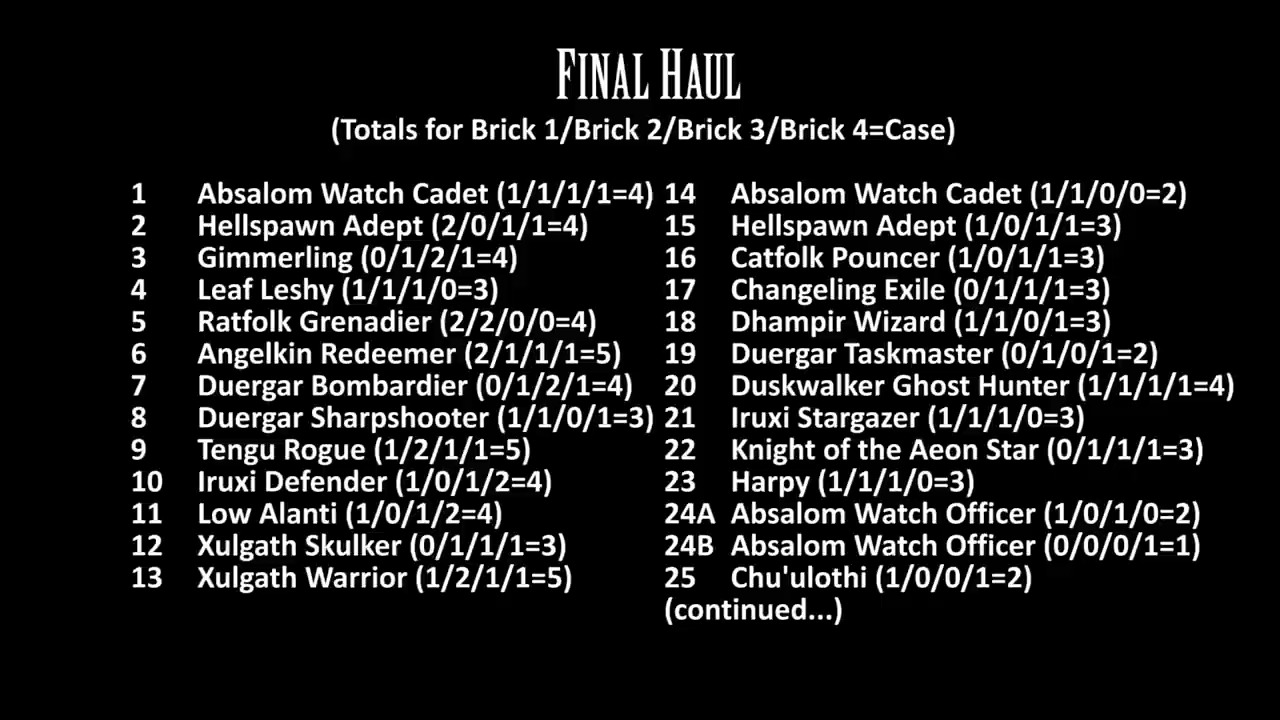 FINAL HAUL
(Totals for Brick 1/Brick 2/Brick 3/Brick 4=Case)
1 Absalom Watch Cadet (1/1/1/1=4)
2 Hellspawn Adept (2/0/1/1=4)
3 Gimmerling (0/1/2/1=4)
4 Leaf Leshy (1/1/1/0=3)
5 Ratfolk Grenadier (2/2/0/0=4)
6 Angelkin Redeemer (2/1/1/1=5)
7 Duergar Bombardier (0/1/2/1=4)
8 Duergar Sharpshooter (1/1/0/1=3)
9 Tengu Rogue (1/2/1/1=5)
10 Iruxi Defender (1/0/1/2=4)
11 Low Alanti (1/0/1/2=4)
12 Xulgath Skulker (0/1/1/1=3)
13 Xulgath Warrior (1/2/1/1=5)
14 Absalom Watch Cadet (1/1/0/0=2)
15 Hellspawn Adept (1/0/1/1=3)
16 Catfolk Pouncer (1/0/1/1=3)
17 Changeling Exile (0/1/1/1=3)
18 Dhampir Wizard (1/1/0/1=3)
19 Duergar Taskmaster (0/1/0/1=2)
20 Duskwalker Ghost Hunter (1/1/1/1=4)
21 Iruxi Stargazer (1/1/1/0=3)
22 Knight of the Aeon Star (0/1/1/1=3)
23 Harpy (1/1/1/0=3)
24A Absalom Watch Officer (1/0/1/0=2)
24B Absalom Watch Officer (0/0/0/1=1)
25 Chu'ulothi (1/0/0/1=2)
(continued...)